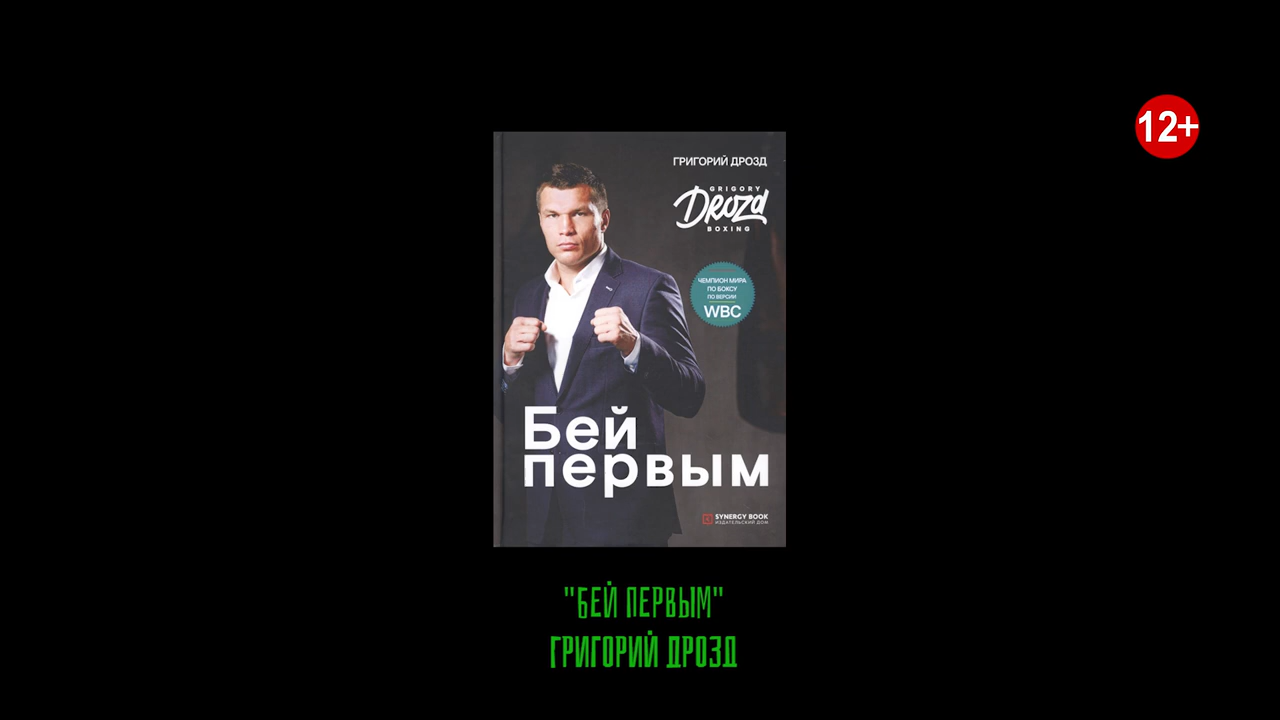 12+
ГРИГОРИЙ ДРОЗД
GRIGORY
Drozd
BOXING
ЧЕМПИОН МИРА
ПО БОКСУ
ПО ВЕРСИИ
WBC
Бей
первым
SYNERGY BOOK
ИЗДАТЕЛЬСКИЙ ДОМ
"БЕЙ ПЕРВЫМ"
ГРИГОРИЙ ДРОЗД